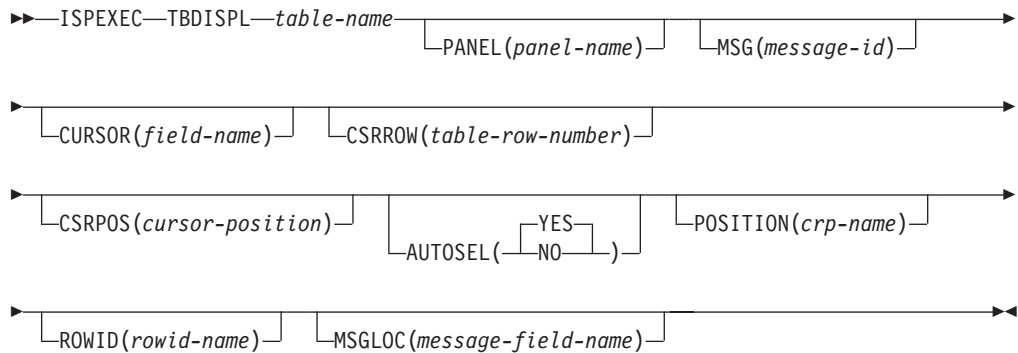 ISPEXEC TBDISPL table-name
PANEL(panel-name) MSG(message-id)
CURSOR(field-name) CSRROW(table-row-number)
CSRPOS(cursor-position) AUTOSEL( YES NO ) POSITION(crp-name)
ROWID(rowid-name) MSGLOC(message-field-name)